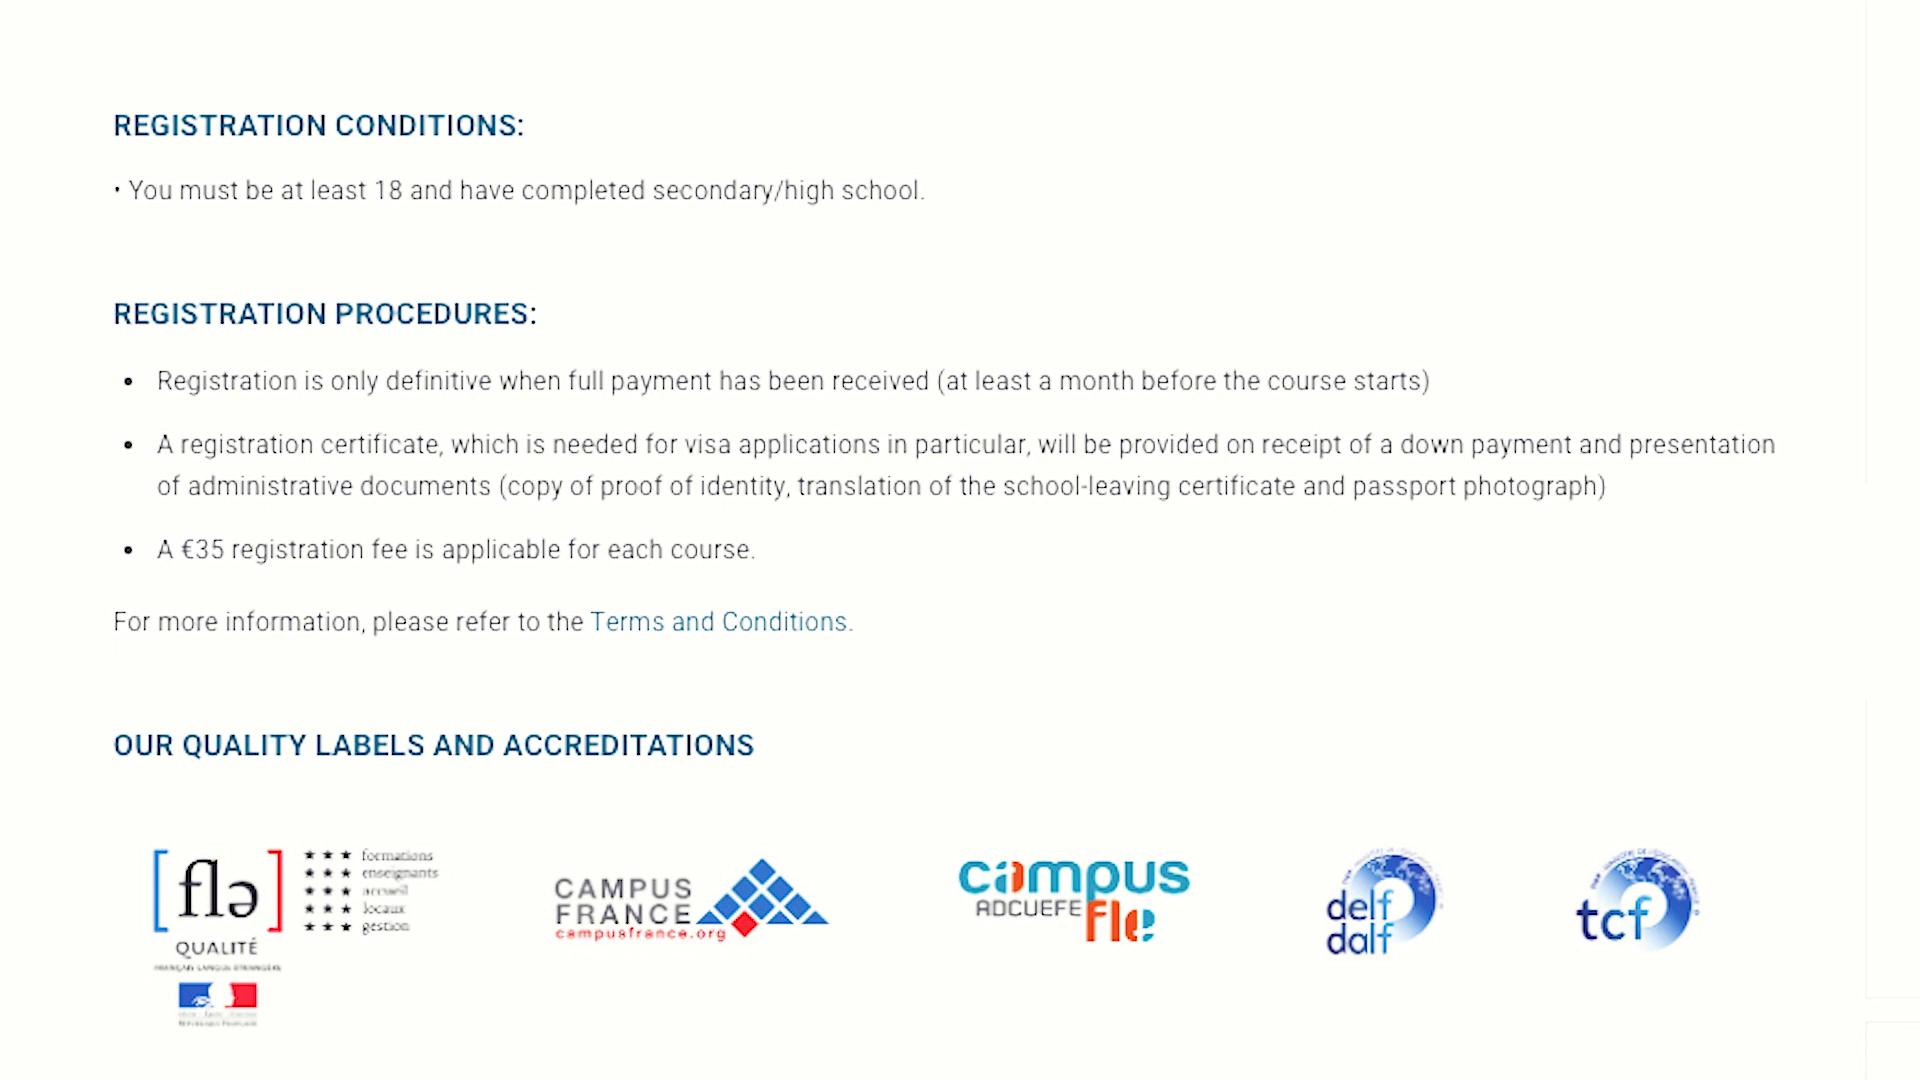 REGISTRATION CONDITIONS:
• You must be at least 18 and have completed secondary/high school.
REGISTRATION PROCEDURES:
• Registration is only definitive when full payment has been received (at least a month before the course starts)
• A registration certificate, which is needed for visa applications in particular, will be provided on receipt of a down payment and presentation
of administrative documents (copy of proof of identity, translation of the school-leaving certificate and passport photograph)
• A €35 registration fee is applicable for each course.
For more information, please refer to the Terms and Conditions.
OUR QUALITY LABELS AND ACCREDITATIONS
[flə]
QUALITÉ
FRANÇAIS LANGUE ÉTRANGÈRE
★ ★ ★ formations
★ ★ ★ enseignants
★ ★ ★ accueil
★ ★ ★ locaux
★ ★ ★ gestion
CAMPUS
FRANCE
campusfrance.org
campus
ADCUEFE fle
delf
dalf
tcf